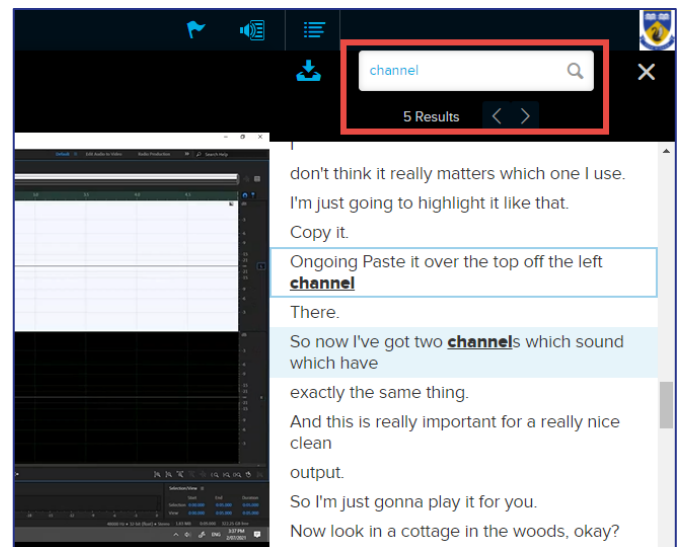 channel
5 Results
Default
Edit Audio to Video
Audio Production
Search Help
I
don't think it really matters which one I use.
I'm just going to highlight it like that.
Copy it.
Ongoing Paste it over the top off the left
channel
There.
So now I've got two channels which sound
which have
exactly the same thing.
And this is really important for a really nice
clean
output.
So I'm just gonna play it for you.
Now look in a cottage in the woods, okay?
Selection/View
Start
End
Duration
Selection
View
ENG
3:37 PM
2/07/2021